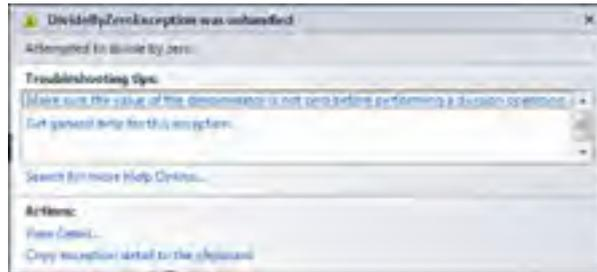 DivideByZeroException was unhandled
Attempted to divide by zero.
Troubleshooting tips:
Make sure the value of the denominator is not zero before performing a division operation.
Get general help for this exception.
Search for more Help Online...
Actions:
View Detail...
Copy exception detail to the clipboard